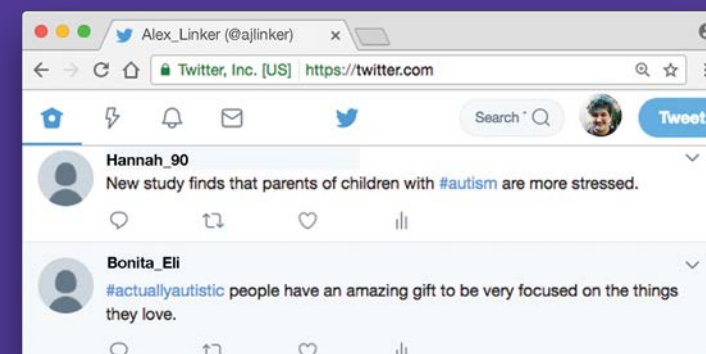 Alex_Linker (@ajlinker)
Twitter, Inc. [US] https://twitter.com
Search Tweet
Hannah_90
New study finds that parents of children with #autism are more stressed.
Bonita_Eli
#actuallyautistic people have an amazing gift to be very focused on the things
they love.